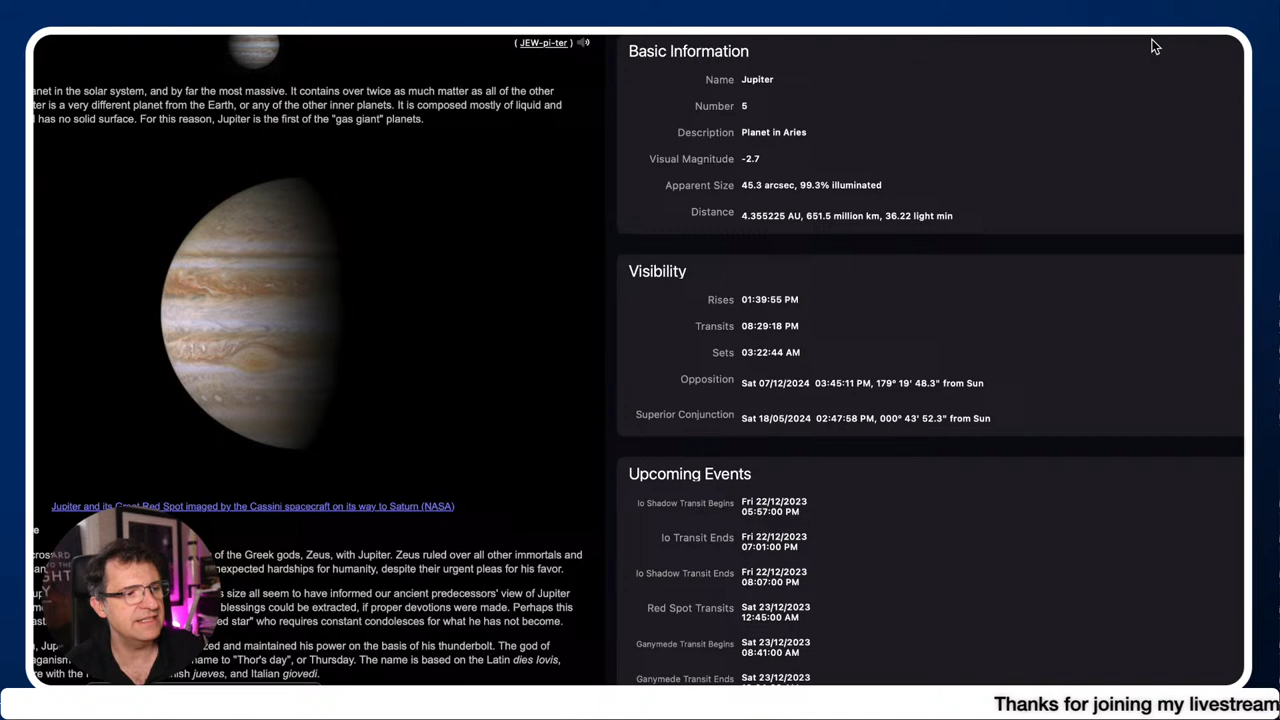 ( JEW-pi-ter )
anet in the solar system, and by far the most massive. It contains over twice as much matter as all of the other
ter is a very different planet from the Earth, or any of the other inner planets. It is composed mostly of liquid and
has no solid surface. For this reason, Jupiter is the first of the "gas giant" planets.
Jupiter and its Great Red Spot imaged by the Cassini spacecraft on its way to Saturn (NASA)
of the Greek gods, Zeus, with Jupiter. Zeus ruled over all other immortals and
nexpected hardships for humanity, despite their urgent pleas for his favor.
s size all seem to have informed our ancient predecessors' view of Jupiter
blessings could be extracted, if proper devotions were made. Perhaps this
ed star" who requires constant condolences for what he has not become.
zed and maintained his power on the basis of his thunderbolt. The god of
name to "Thor's day", or Thursday. The name is based on the Latin dies Iovis,
re with the nish jueves, and Italian giovedi.
Basic Information
Name Jupiter
Number 5
Description Planet in Aries
Visual Magnitude -2.7
Apparent Size 45.3 arcsec, 99.3% illuminated
Distance 4.355225 AU, 651.5 million km, 36.22 light min
Visibility
Rises 01:39:55 PM
Transits 08:29:18 PM
Sets 03:22:44 AM
Opposition Sat 07/12/2024 03:45:11 PM, 179° 19' 48.3" from Sun
Superior Conjunction Sat 18/05/2024 02:47:58 PM, 000° 43' 52.3" from Sun
Upcoming Events
Io Shadow Transit Begins Fri 22/12/2023
05:57:00 PM
Io Transit Ends Fri 22/12/2023
07:01:00 PM
Io Shadow Transit Ends Fri 22/12/2023
08:07:00 PM
Red Spot Transits Sat 23/12/2023
12:45:00 AM
Ganymede Transit Begins Sat 23/12/2023
08:41:00 AM
Ganymede Transit Ends Sat 23/12/2023
Thanks for joining my livestream